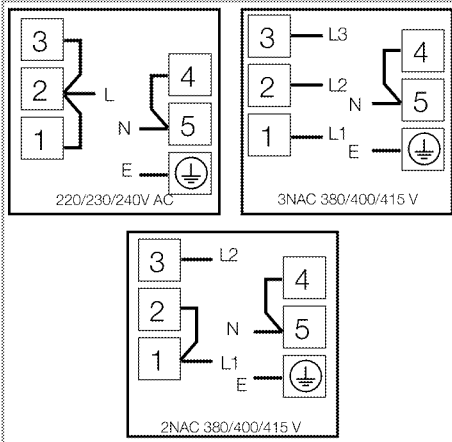 3
2 L
1
4
N 5
E
220/230/240V AC
3 L3
2 L2
1 L1
4
N 5
E
3NAC 380/400/415 V
3 L2
2
1 L1
4
N 5
E
2NAC 380/400/415 V